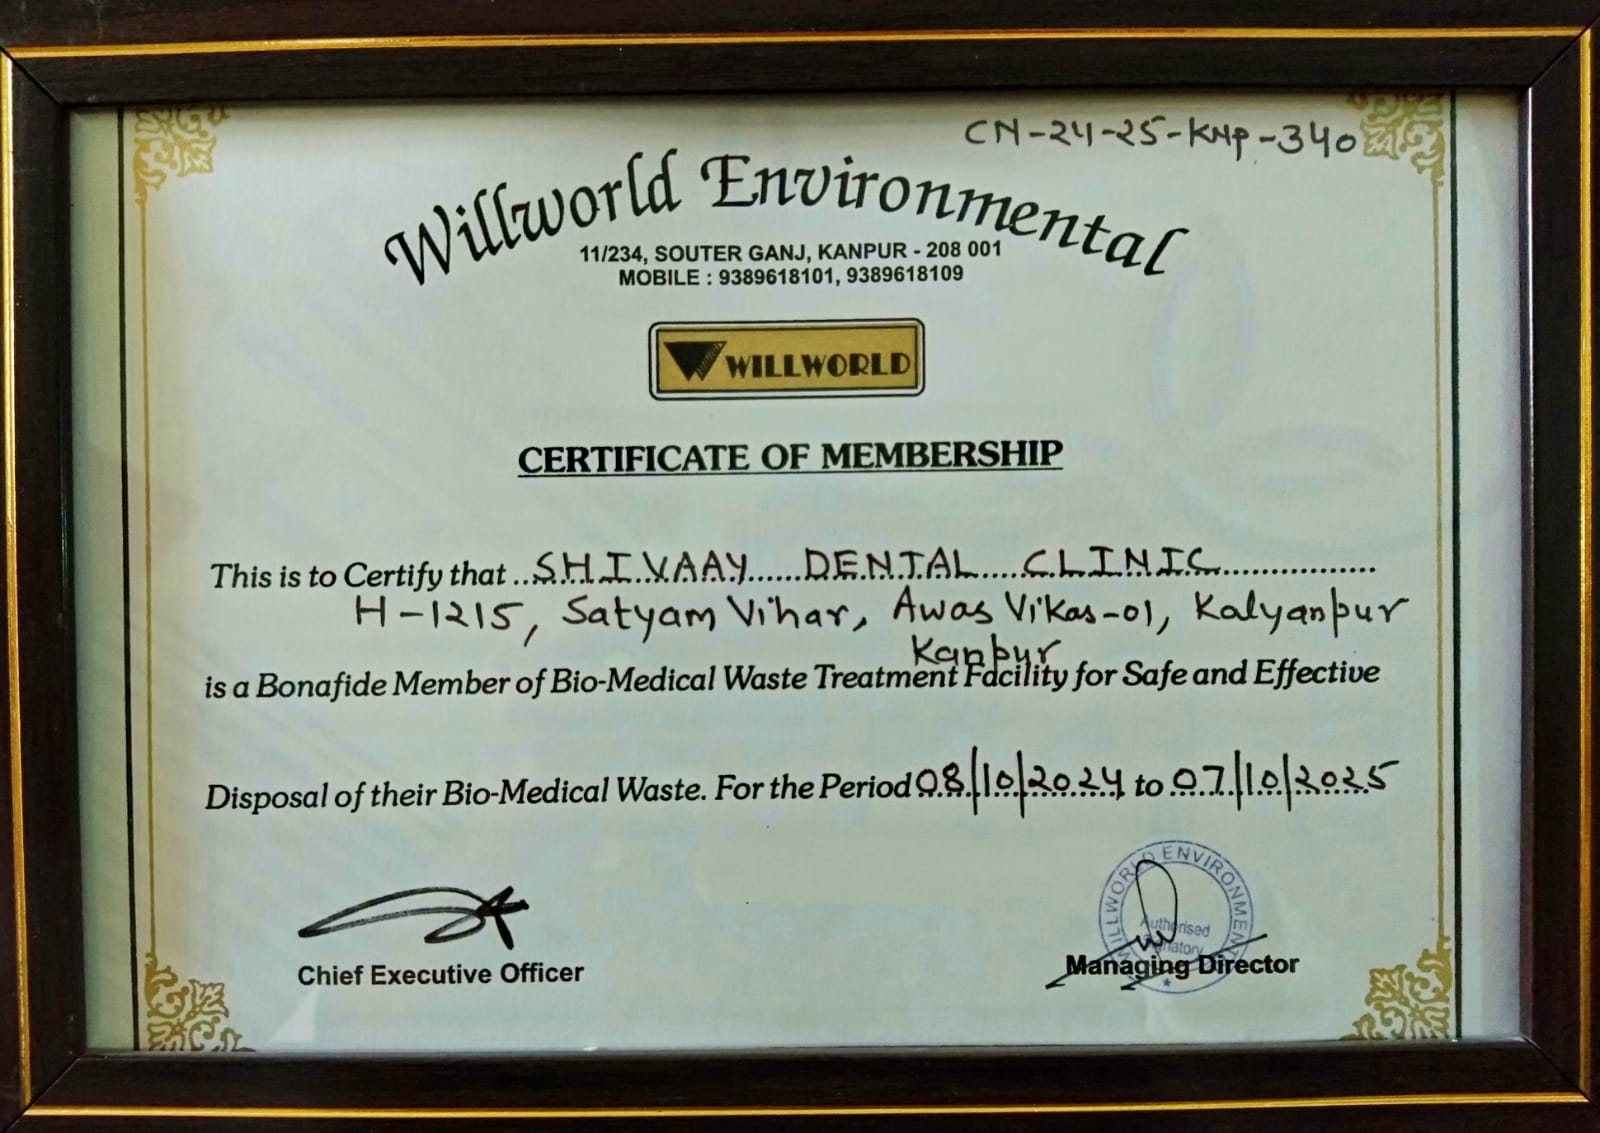 CN-24-25-KNP-340
Willworld Environmental
11/234, SOUTER GANJ, KANPUR - 208 001
MOBILE : 9389618101, 9389618109
WILLWORLD
CERTIFICATE OF MEMBERSHIP
This is to Certify that ..SHIVAAY......DENTAL....CLINIC................
H-1215, Satyam Vihar, Awas Vikas-01, Kalyanpur
Kanpur
is a Bonafide Member of Bio-Medical Waste Treatment Facility for Safe and Effective
Disposal of their Bio-Medical Waste. For the Period 08/10/2024 to 07/10/2025
WILLWORLD ENVIRONMENTAL
Authorised
Signatory
Chief Executive Officer
Managing Director